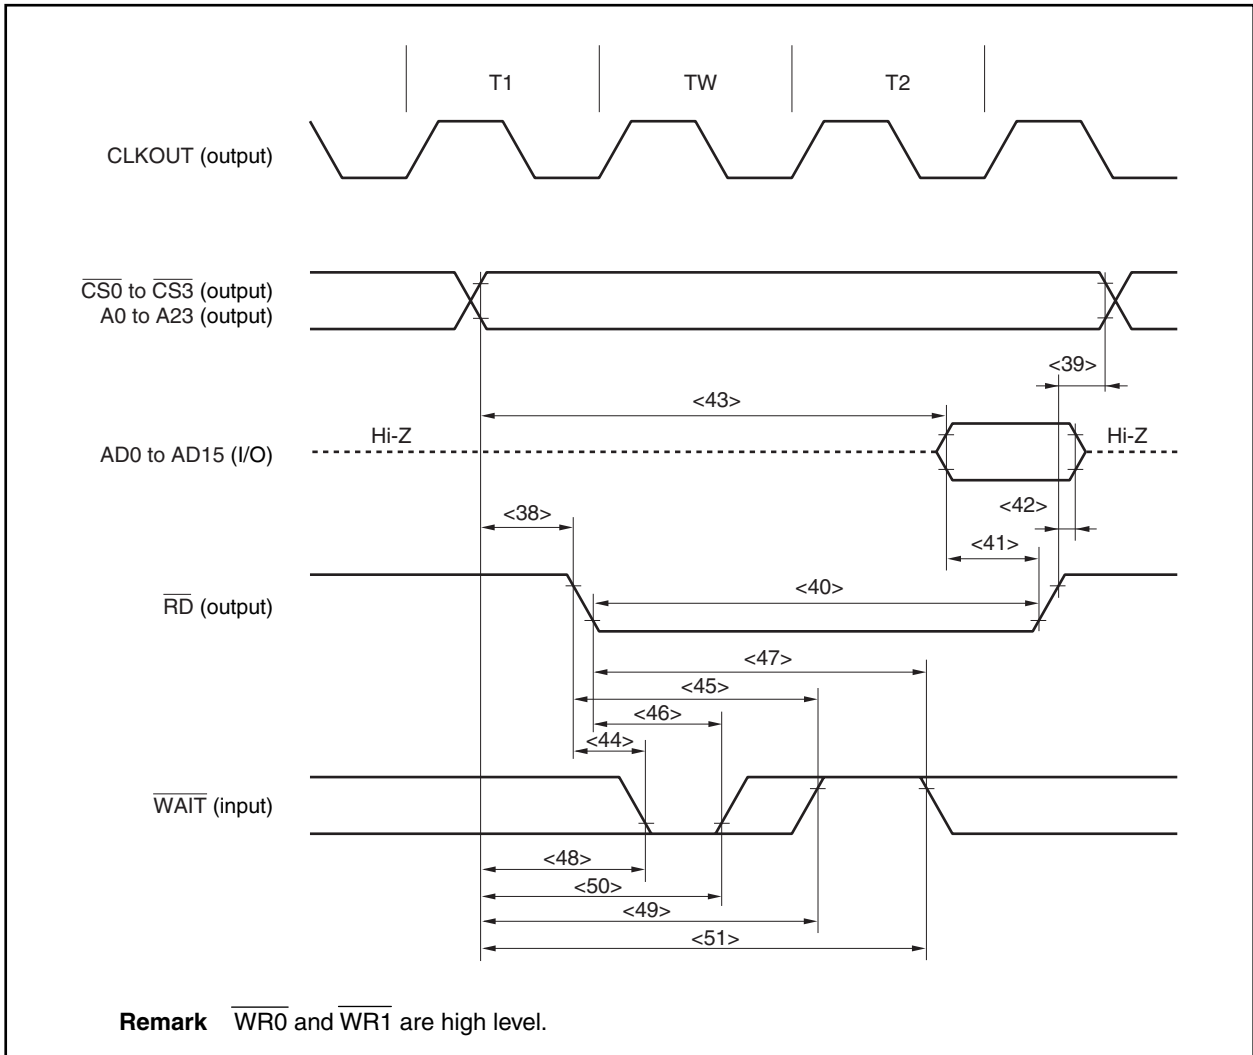 T1 TW T2
CLKOUT (output)
CS0 to CS3 (output)
A0 to A23 (output)
<39>
<43>
Hi-Z Hi-Z
AD0 to AD15 (I/O)
<38> <42>
<41>
<40>
RD (output)
<47>
<45>
<46>
<44>
WAIT (input)
<48>
<50>
<49>
<51>
Remark WR0 and WR1 are high level.